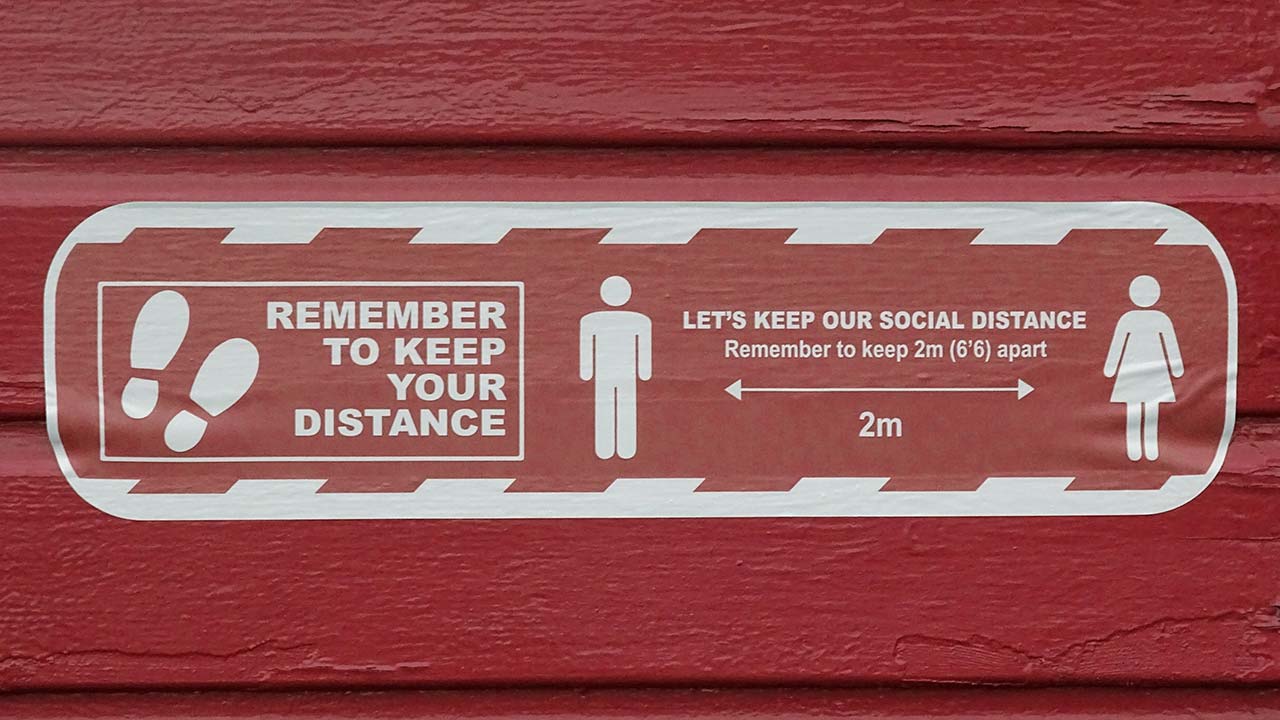 REMEMBER
TO KEEP
YOUR
DISTANCE
LET'S KEEP OUR SOCIAL DISTANCE
Remember to keep 2m (6'6) apart
2m